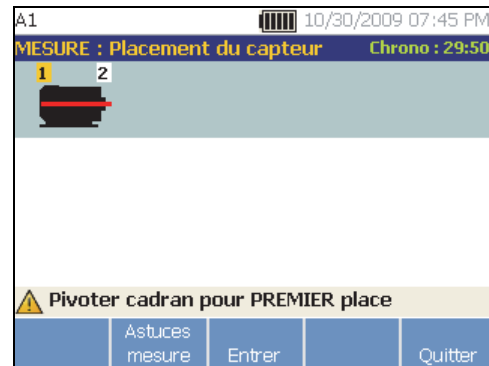 A1 10/30/2009 07:45 PM
MESURE : Placement du capteur Chrono : 29:50
1 2
Pivoter cadran pour PREMIER place
Astuces
mesure Entrer Quitter